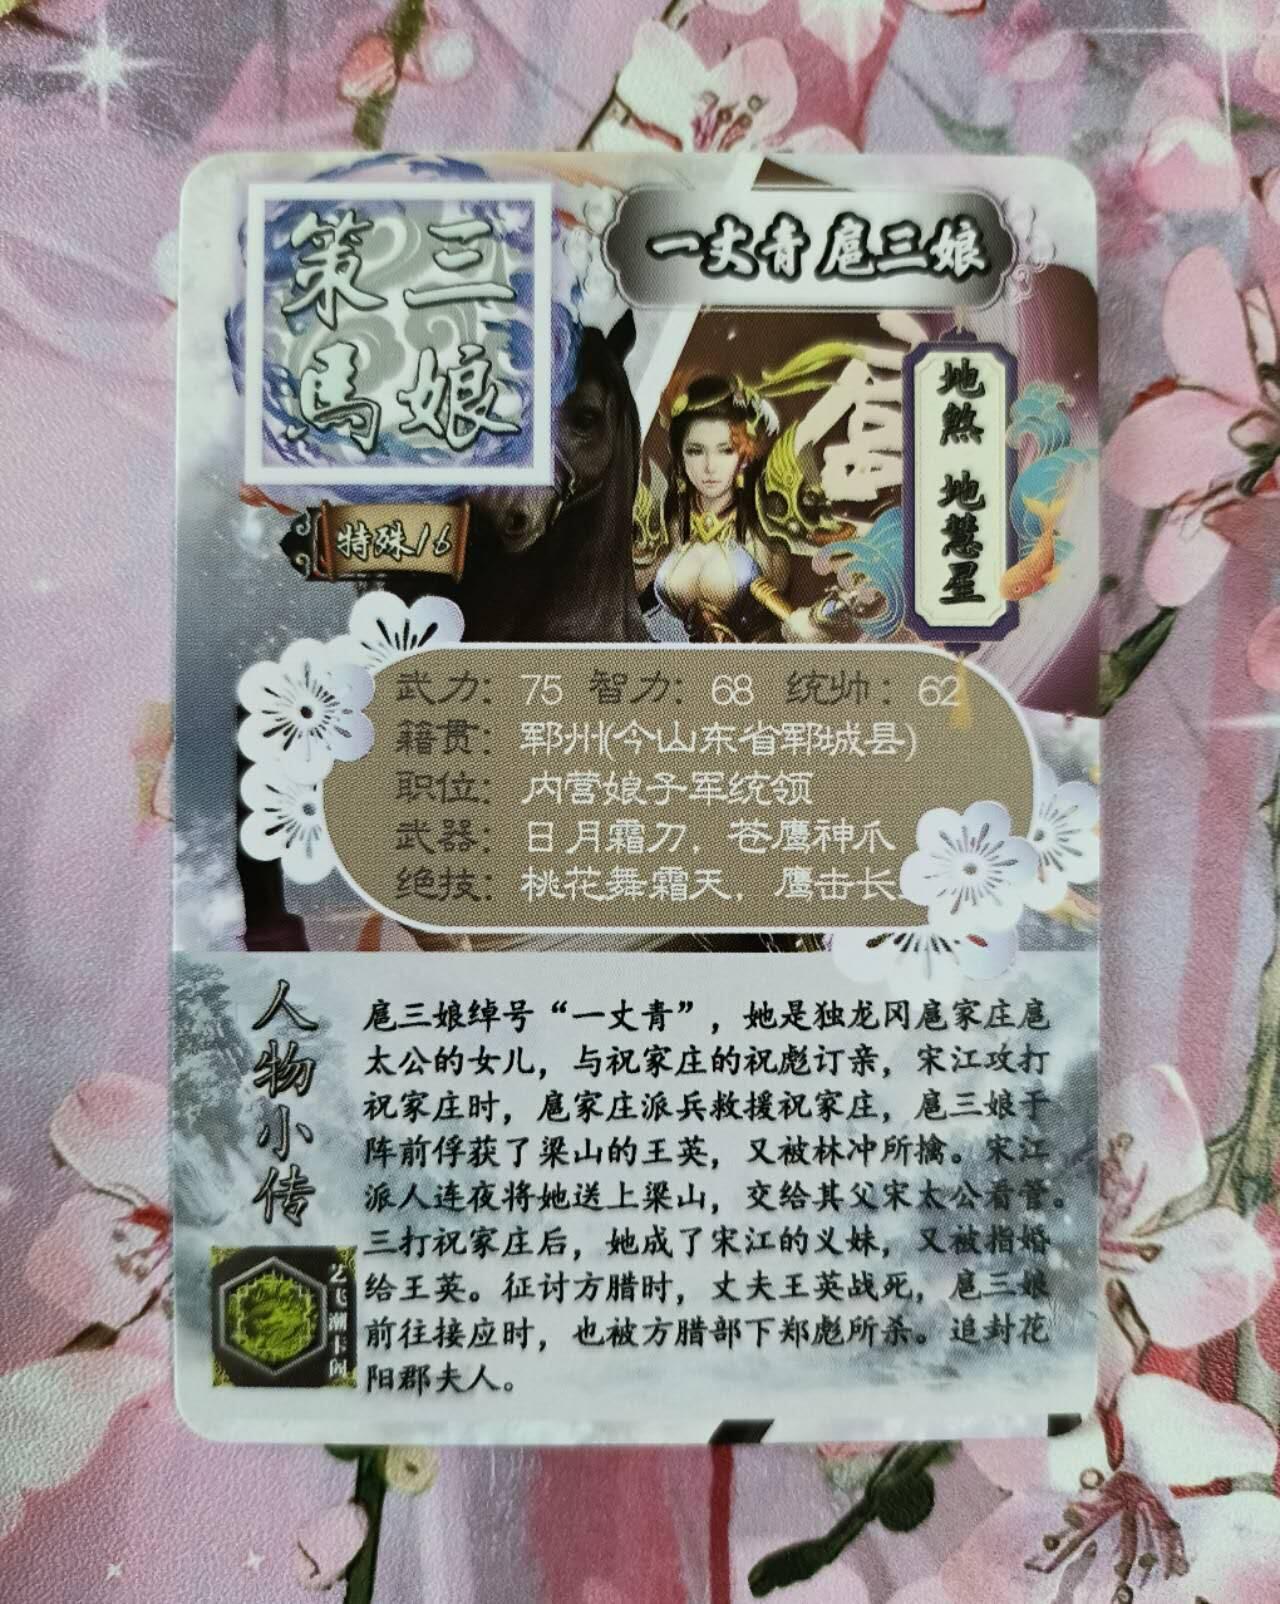 三娘
策馬
一丈青 扈三娘
地煞 地慧星
特殊16
武力：75 智力：68 统帅：62
籍贯：郓州(今山东省郓城县)
职位：内营娘子军统领
武器：日月霜刀，苍鹰神爪
绝技：桃花舞霜天，鹰击长
人物小传
扈三娘绰号“一丈青”，她是独龙冈扈家庄扈
太公的女儿，与祝家庄的祝彪订亲，宋江攻打
祝家庄时，扈家庄派兵救援祝家庄，扈三娘于
阵前俘获了梁山的王英，又被林冲所擒。宋江
派人连夜将她送上梁山，交给其父宋太公看管。
三打祝家庄后，她成了宋江的义妹，又被指婚
给王英。征讨方腊时，丈夫王英战死，扈三娘
前往接应时，也被方腊部下郑彪所杀。追封花
阳郡夫人。